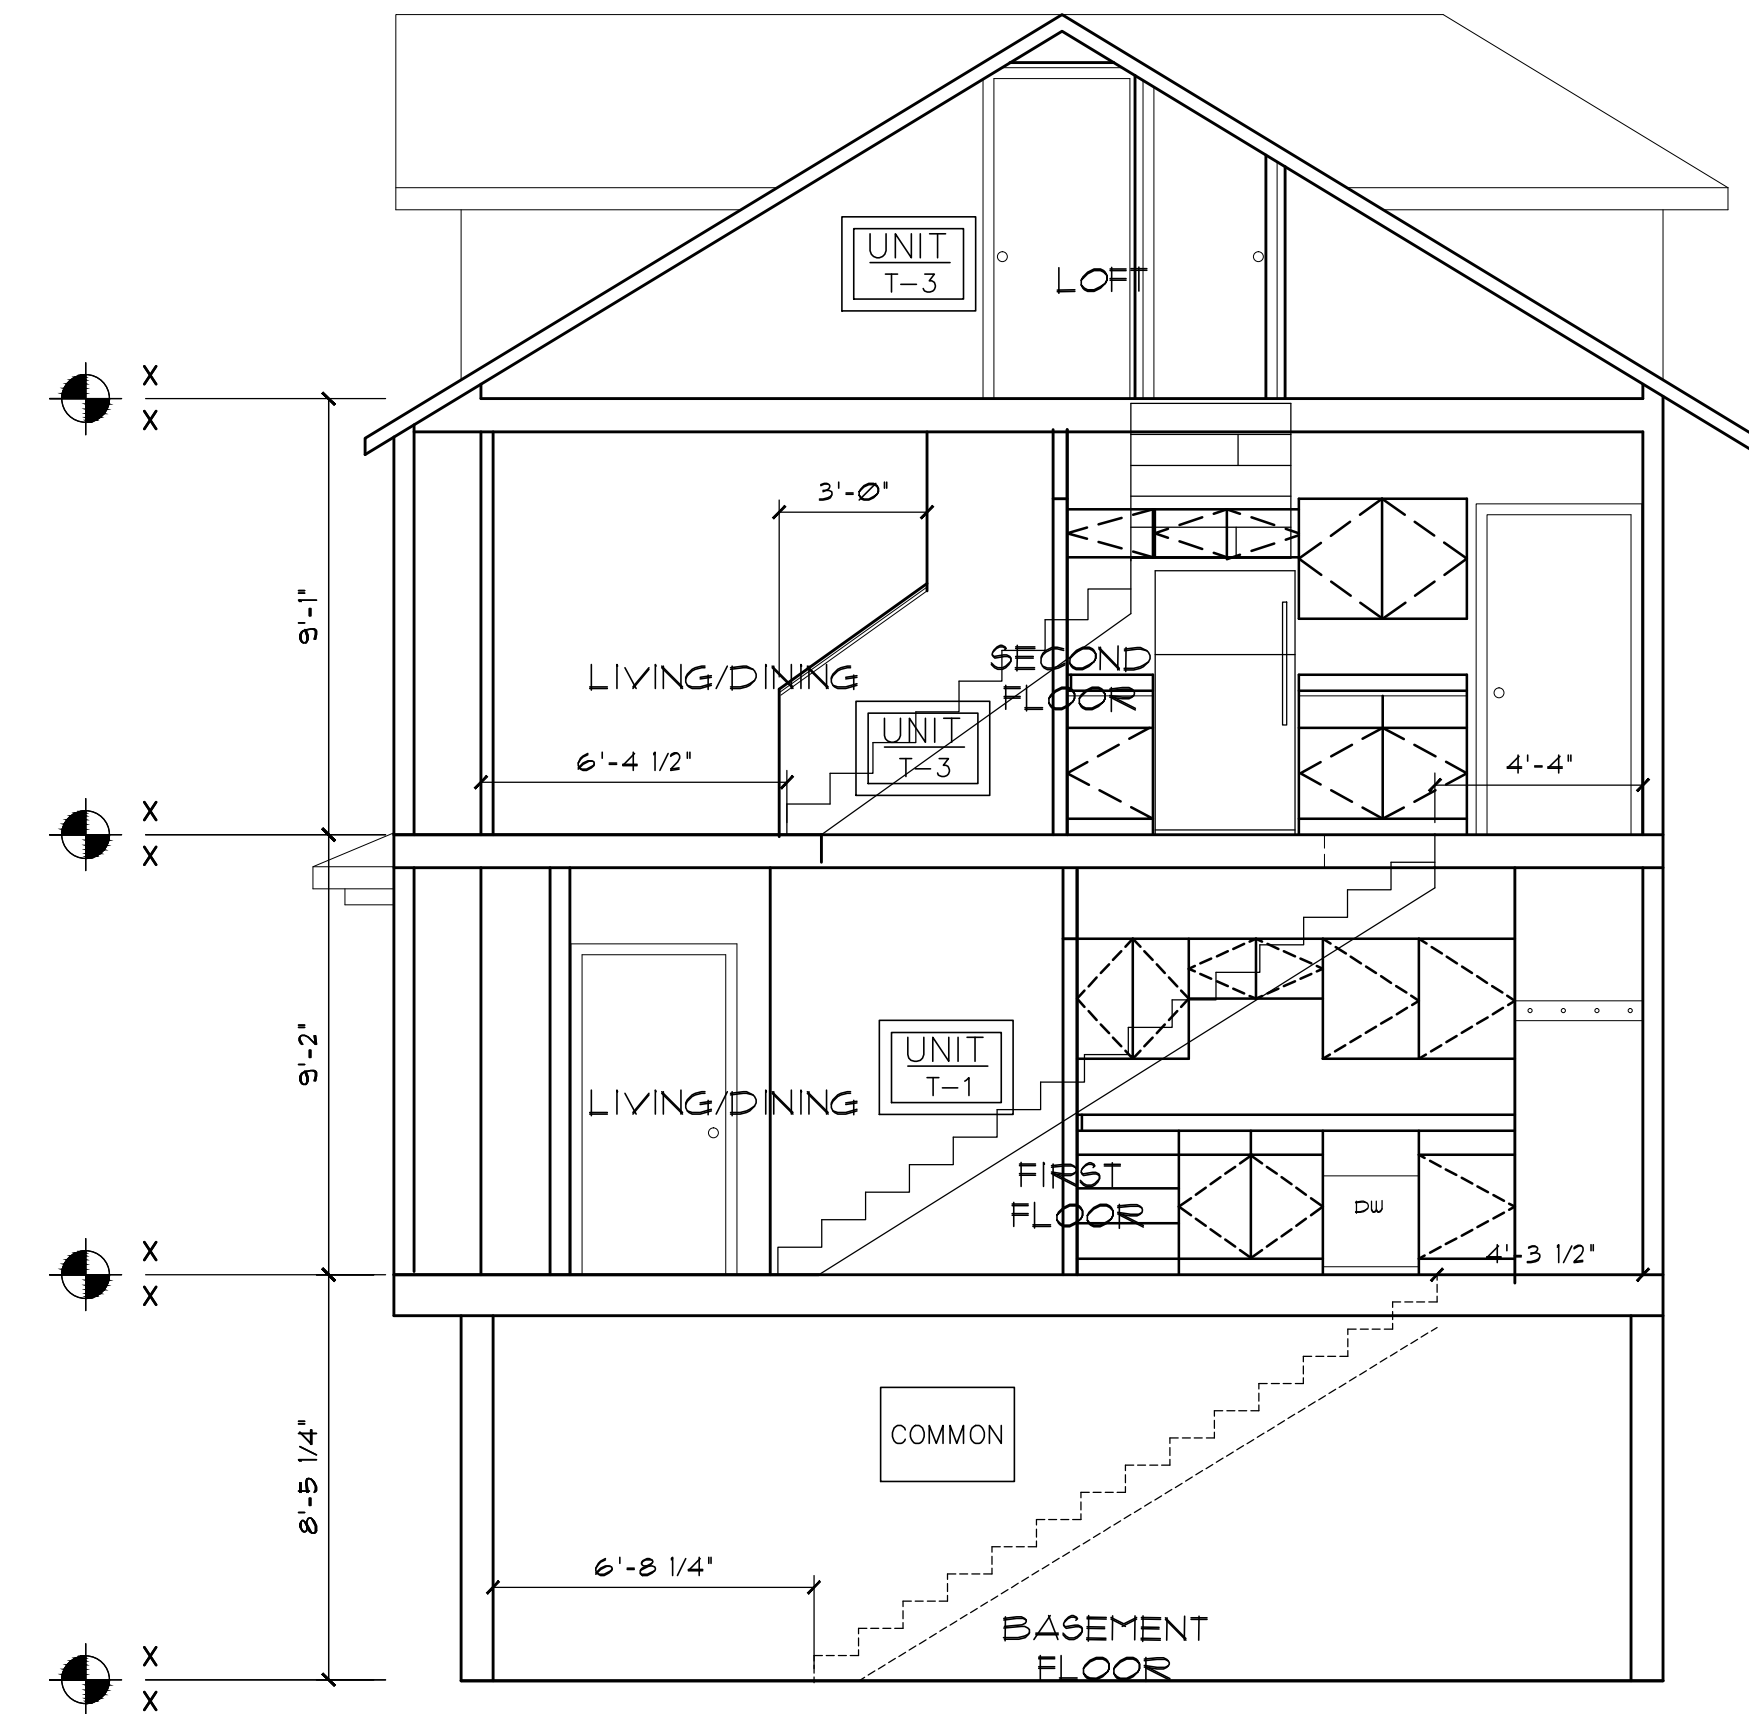 UNIT
T-3
LOFT
X
X
3'-0"
9'-1"
LIVING/DINING
SECOND
FLOOR
UNIT
T-3
6'-4 1/2"
4'-4"
X
X
9'-2"
UNIT
T-1
LIVING/DINING
FIRST
FLOOR
DW
4'-3 1/2"
X
X
COMMON
8'-5 1/4"
6'-8 1/4"
BASEMENT
FLOOR
X
X